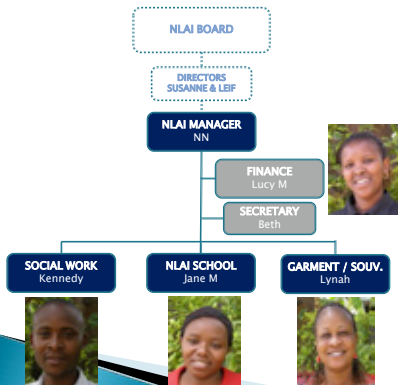 NLAI BOARD
DIRECTORS
SUSANNE & LEIF
NLAI MANAGER
NN
FINANCE
Lucy M
SECRETARY
Beth
SOCIAL WORK
Kennedy
NLAI SCHOOL
Jane M
GARMENT / SOUV.
Lynah